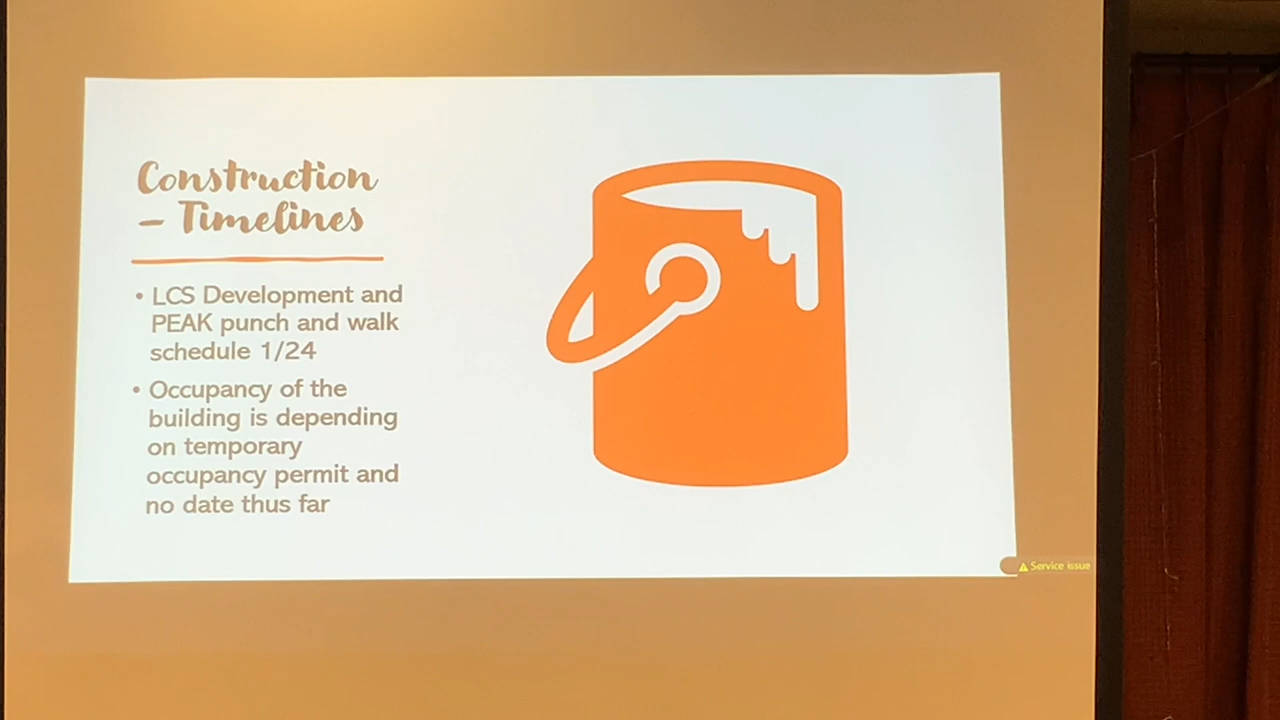 Construction
– Timelines
• LCS Development and
PEAK punch and walk
schedule 1/24
• Occupancy of the
building is depending
on temporary
occupancy permit and
no date thus far
Service issue